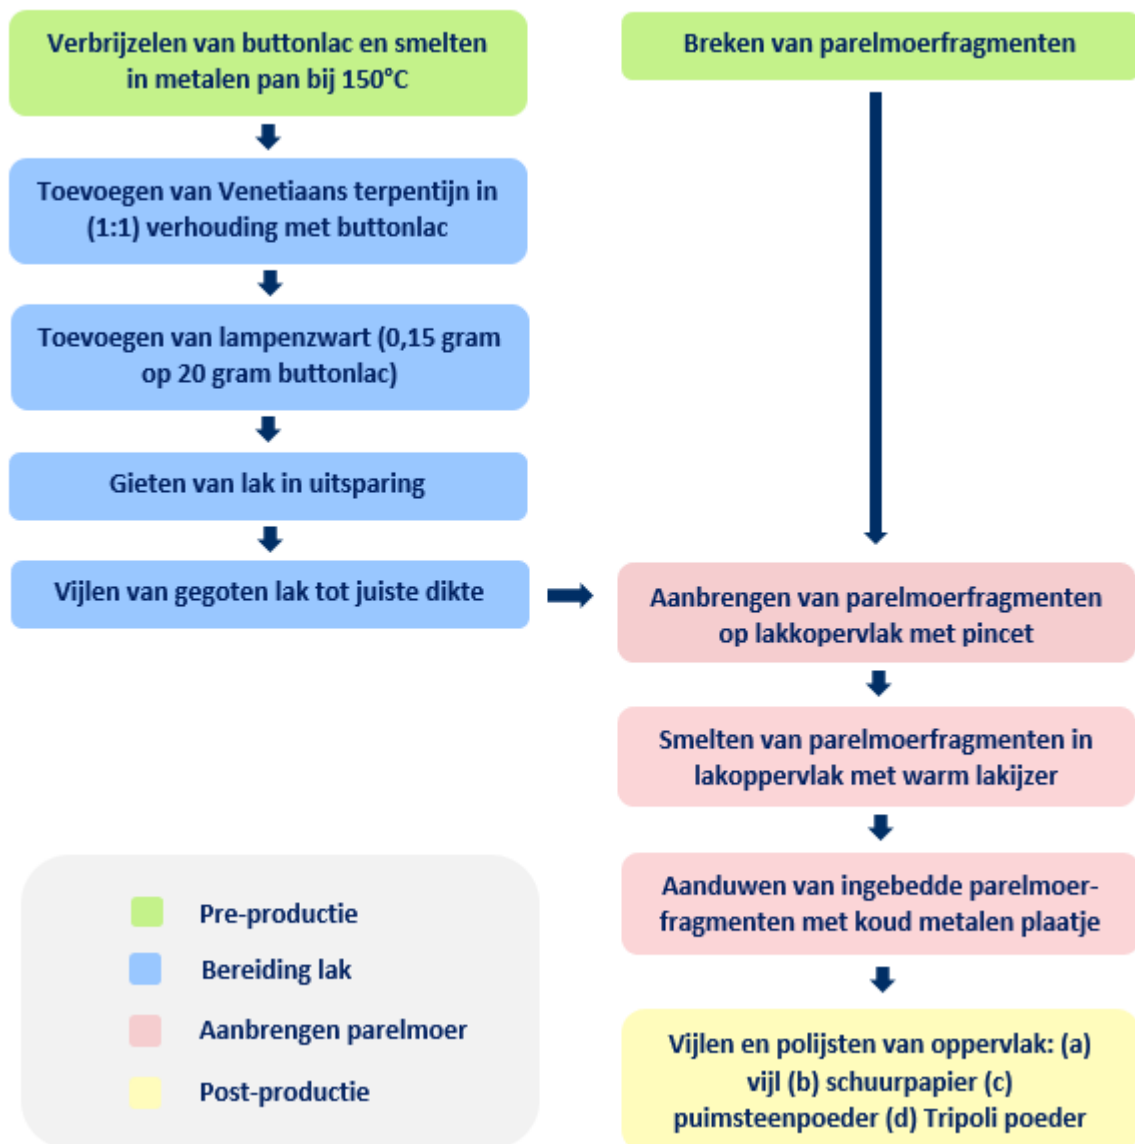 Verbrijzelen van buttonlac en smelten
in metalen pan bij 150°C
Toevoegen van Venetiaans terpentijn in
(1:1) verhouding met buttonlac
Toevoegen van lampenzwart (0,15 gram
op 20 gram buttonlac)
Gieten van lak in uitsparing
Vijlen van gegoten lak tot juiste dikte
Breken van parelmoerfragmenten
Aanbrengen van parelmoerfragmenten
op lakkopervlak met pincet
Smelten van parelmoerfragmenten in
lakoppervlak met warm lakijzer
Aanduwen van ingebedde parelmoer-
fragmenten met koud metalen plaatje
Vijlen en polijsten van oppervlak: (a)
vijl (b) schuurpapier (c)
puimsteenpoeder (d) Tripoli poeder
Pre-productie
Bereiding lak
Aanbrengen parelmoer
Post-productie